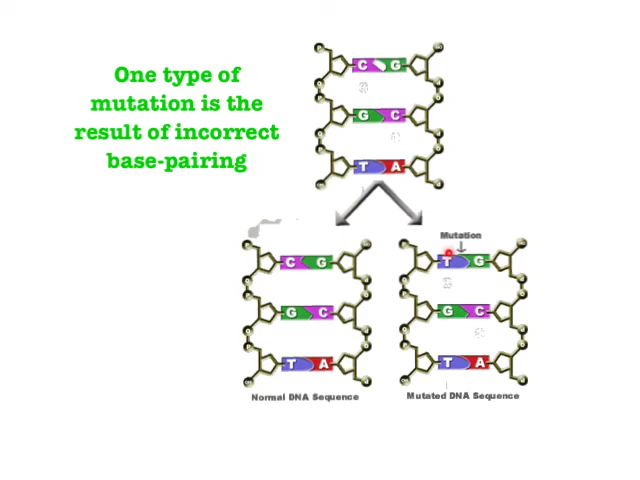 One type of
mutation is the
result of incorrect
base-pairing
C G
G C
T A
Mutation
C G
T G
G C
G C
T A
T A
Normal DNA Sequence
Mutated DNA Sequence